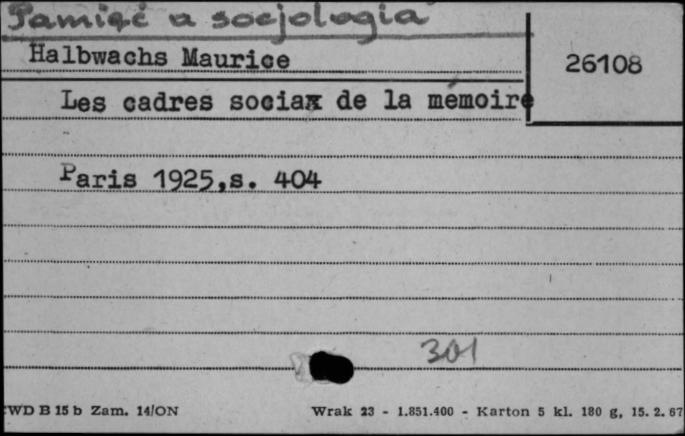 Pamięć a socjologia
Halbwachs Maurice
26108
Les cadres sociax de la mémoire
Paris 1925,s. 404
301
WD B 15 b Zam. 14/ON
Wrak 23 - 1.851.400 - Karton 5 kl. 180 g, 15. 2. 67